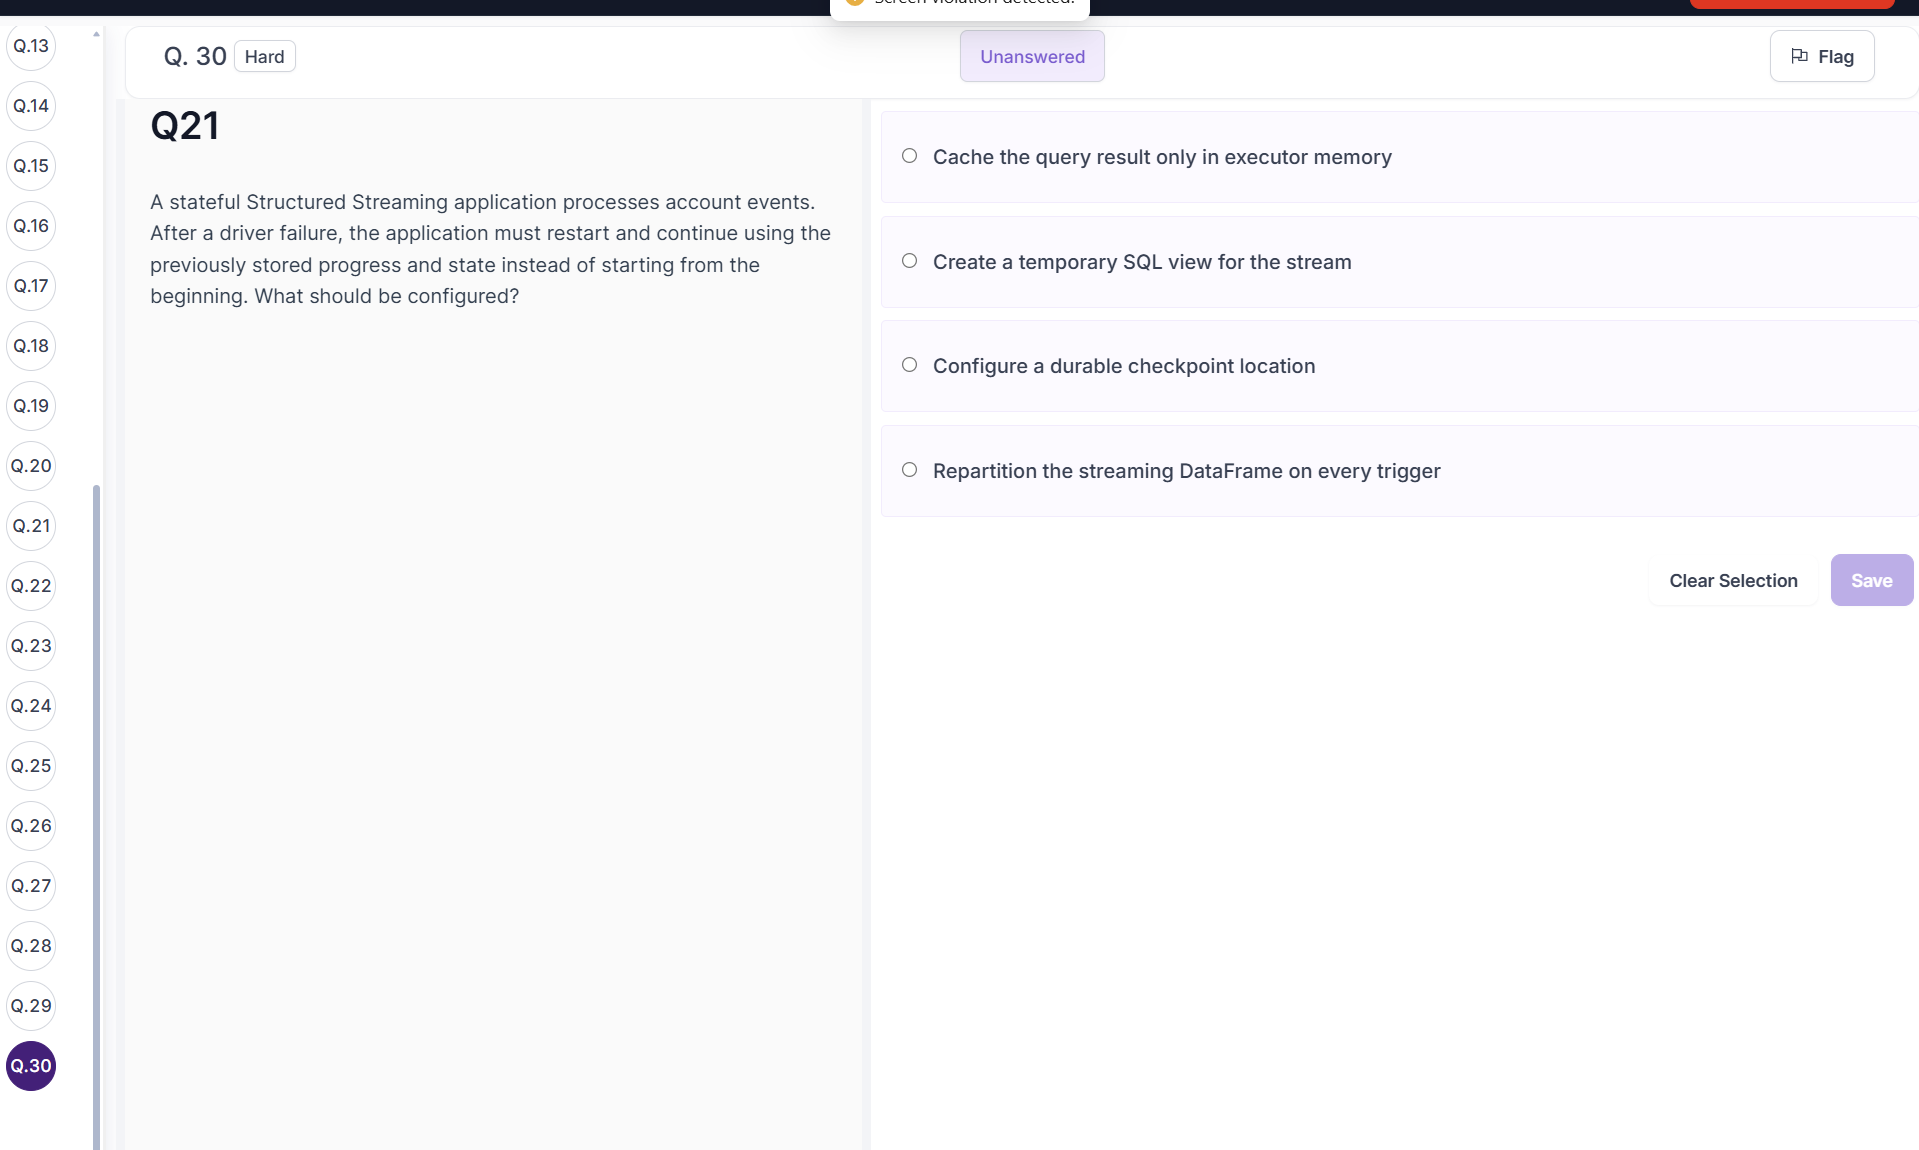 Screen violation detected.
Q.13
Q.14
Q.15
Q.16
Q.17
Q.18
Q.19
Q.20
Q.21
Q.22
Q.23
Q.24
Q.25
Q.26
Q.27
Q.28
Q.29
Q.30
Q. 30 Hard
Unanswered
Flag
Q21
A stateful Structured Streaming application processes account events.
After a driver failure, the application must restart and continue using the
previously stored progress and state instead of starting from the
beginning. What should be configured?
Cache the query result only in executor memory
Create a temporary SQL view for the stream
Configure a durable checkpoint location
Repartition the streaming DataFrame on every trigger
Clear Selection
Save